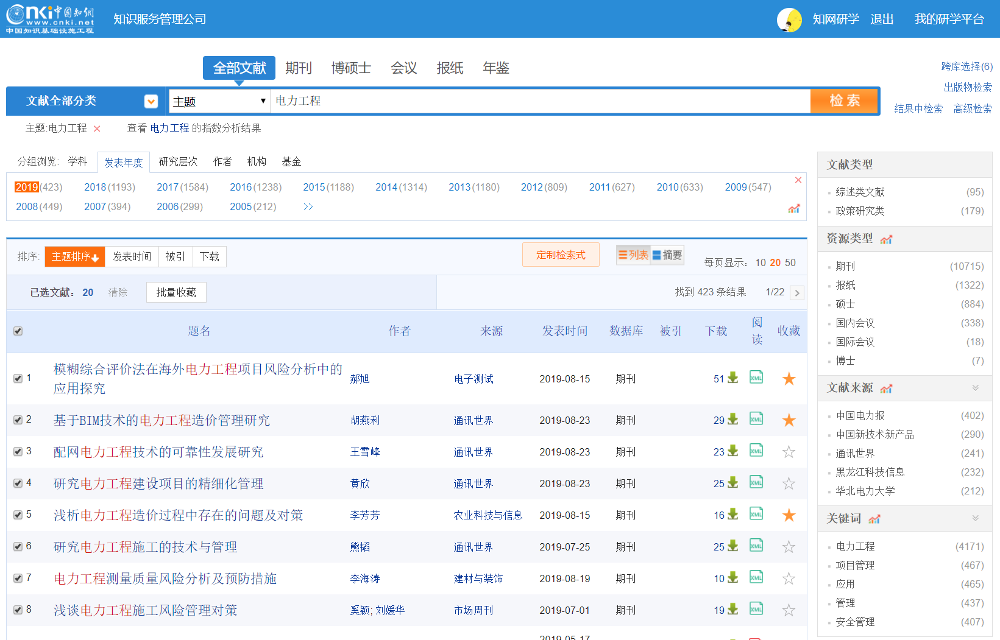 Cnki中国知网
www.cnki.net
中国知识基础设施工程
知识服务管理公司
知网研学 退出 我的研学平台
全部文献 期刊 博硕士 会议 报纸 年鉴
跨库选择(6)
出版物检索
文献全部分类 主题 电力工程 检索
结果中检索 高级检索
主题:电力工程 查看 电力工程 的指数分析结果
分组浏览: 学科 发表年度 研究层次 作者 机构 基金
2019(423) 2018(1193) 2017(1584) 2016(1238) 2015(1188) 2014(1314) 2013(1180) 2012(809) 2011(627) 2010(633) 2009(547)
2008(449) 2007(394) 2006(299) 2005(212) >>
排序: 主题排序 发表时间 被引 下载 定制检索式 列表 摘要 每页显示: 10 20 50
已选文献: 20 清除 批量收藏 找到 423 条结果 1/22 >
题名 作者 来源 发表时间 数据库 被引 下载 阅读 收藏
1 模糊综合评价法在海外电力工程项目风险分析中的
应用探究 郝旭 电子测试 2019-08-15 期刊 51 XML
2 基于BIM技术的电力工程造价管理研究 胡燕利 通讯世界 2019-08-23 期刊 29 XML
3 配网电力工程技术的可靠性发展研究 王雪峰 通讯世界 2019-08-23 期刊 23 XML
4 研究电力工程建设项目的精细化管理 黄欣 通讯世界 2019-08-23 期刊 25 XML
5 浅析电力工程造价过程中存在的问题及对策 李芳芳 农业科技与信息 2019-08-15 期刊 16 XML
6 研究电力工程施工的技术与管理 熊韬 通讯世界 2019-07-25 期刊 25 XML
7 电力工程测量质量风险分析及预防措施 李海涛 建材与装饰 2019-08-19 期刊 10 XML
8 浅谈电力工程施工风险管理对策 奚颖; 刘媛华 市场周刊 2019-07-01 期刊 19 XML
2019-05-17
文献类型
综述类文献 (95)
政策研究类 (179)
资源类型
期刊 (10715)
报纸 (1322)
硕士 (884)
国内会议 (338)
国际会议 (18)
博士 (7)
文献来源
中国电力报 (402)
中国新技术新产品 (290)
通讯世界 (241)
黑龙江科技信息 (232)
华北电力大学 (212)
关键词
电力工程 (4171)
项目管理 (467)
应用 (465)
管理 (437)
安全管理 (407)